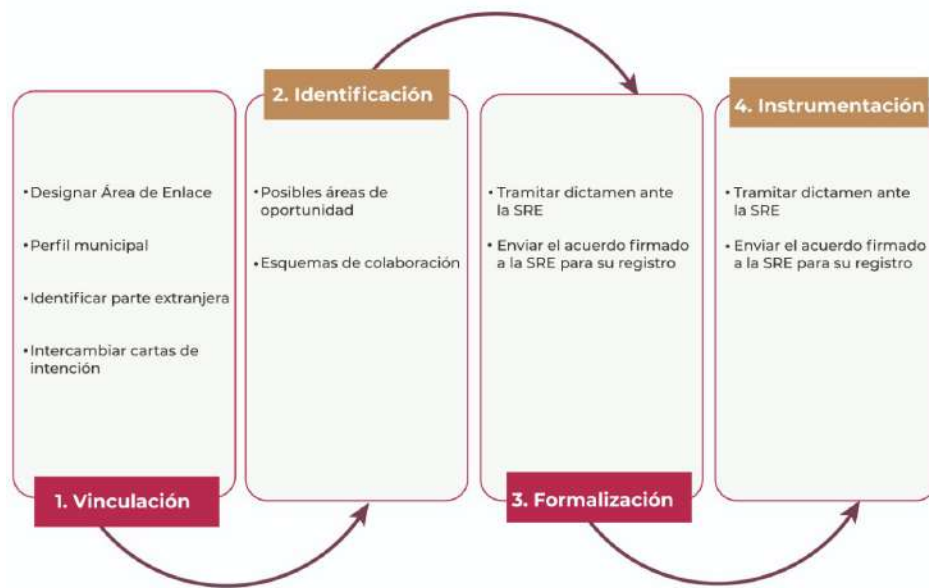 1. Vinculación
• Designar Área de Enlace
• Perfil municipal
• Identificar parte extranjera
• Intercambiar cartas de
intención
2. Identificación
• Posibles áreas de
oportunidad
• Esquemas de colaboración
3. Formalización
• Tramitar dictamen ante
la SRE
• Enviar el acuerdo firmado
a la SRE para su registro
4. Instrumentación
• Tramitar dictamen ante
la SRE
• Enviar el acuerdo firmado
a la SRE para su registro